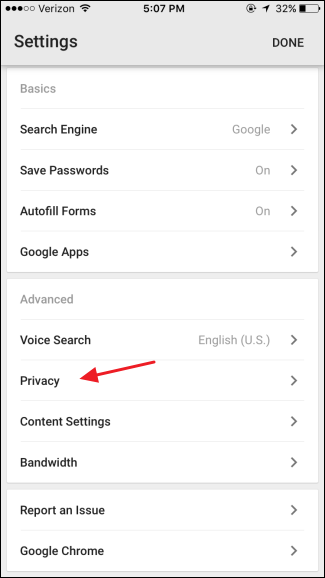 Verizon 5:07 PM 32%
Settings DONE
Basics
Search Engine Google
Save Passwords On
Autofill Forms On
Google Apps
Advanced
Voice Search English (U.S.)
Privacy
Content Settings
Bandwidth
Report an Issue
Google Chrome